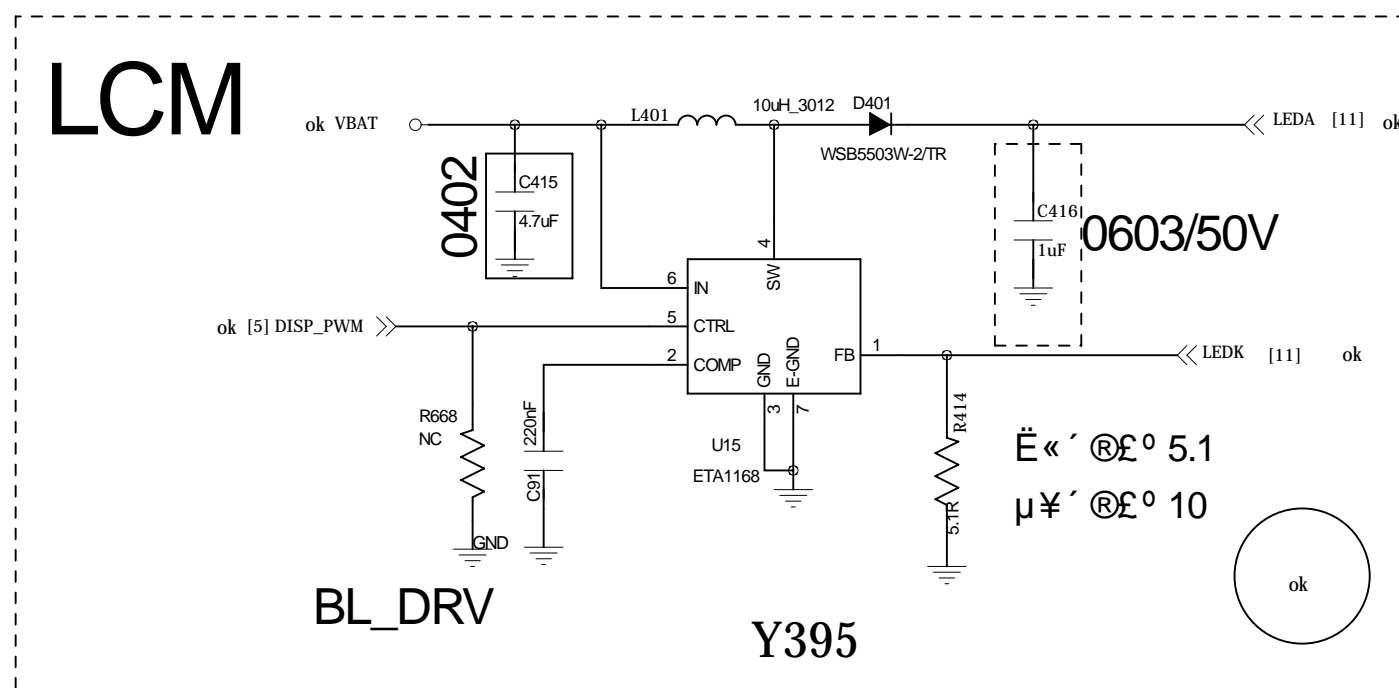 LCM
ok VBAT
L401
10uH_3012
D401
WSB5503W-2/TR
LEDA [11] ok
0402
C415
4.7uF
C416
1uF
0603/50V
4
SW
6
IN
ok [5] DISP_PWM
5
CTRL
2
COMP
GND
E-GND
FB
1
LEDK [11] ok
3
7
R668
NC
220nF
C91
U15
ETA1168
R414
5.1R
Ë«´®£º 5.1
µ¥´®£º 10
GND
BL_DRV
Y395
ok